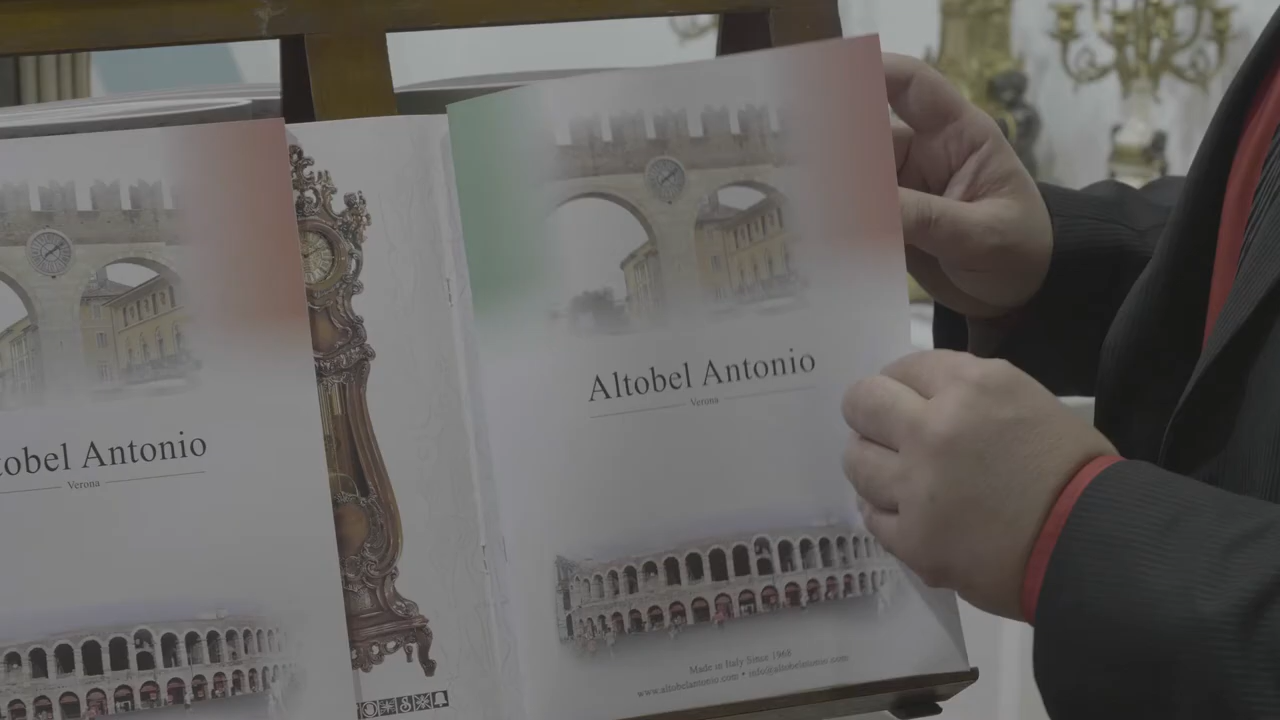 Altobel Antonio
Verona
tobel Antonio
Verona
Made in Italy Since 1968
www.altobelantonio.com • info@altobelantonio.com